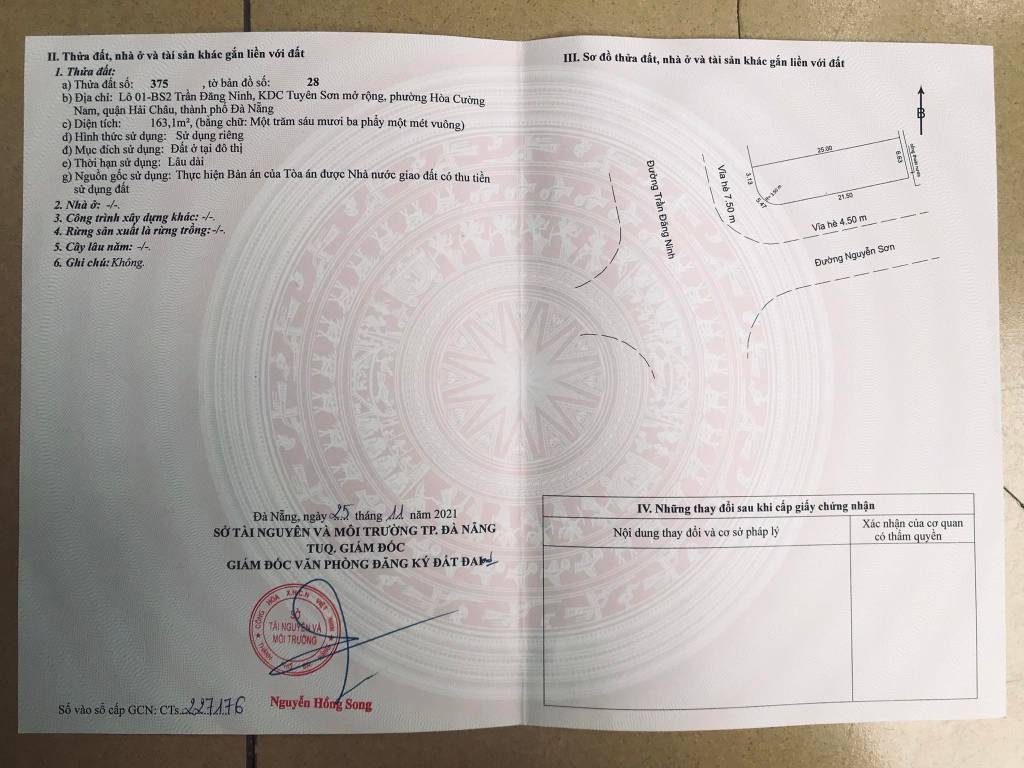 II. Thửa đất, nhà ở và tài sản khác gắn liền với đất
1. Thửa đất:
a) Thửa đất số: 375 , tờ bản đồ số: 28
b) Địa chỉ: Lô 01-BS2 Trần Đăng Ninh, KDC Tuyên Sơn mở rộng, phường Hòa Cường
Nam, quận Hải Châu, thành phố Đà Nẵng
c) Diện tích: 163,1m², (bằng chữ: Một trăm sáu mươi ba phẩy một mét vuông)
d) Hình thức sử dụng: Sử dụng riêng
đ) Mục đích sử dụng: Đất ở tại đô thị
e) Thời hạn sử dụng: Lâu dài
g) Nguồn gốc sử dụng: Thực hiện Bản án của Tòa án được Nhà nước giao đất có thu tiền
sử dụng đất
2. Nhà ở: -/-.
3. Công trình xây dựng khác: -/-.
4. Rừng sản xuất là rừng trồng: -/-.
5. Cây lâu năm: -/-.
6. Ghi chú: Không.
Đà Nẵng, ngày 25 tháng 11 năm 2021
SỞ TÀI NGUYÊN VÀ MÔI TRƯỜNG TP. ĐÀ NẴNG
TUQ. GIÁM ĐỐC
GIÁM ĐỐC VĂN PHÒNG ĐĂNG KÝ ĐẤT ĐAI
CỘNG HÒA X.H.C.N VIỆT NAM
SỞ
TÀI NGUYÊN VÀ
MÔI TRƯỜNG
Nguyễn Hồng Song
Số vào sổ cấp GCN: CTs. 227176
III. Sơ đồ thửa đất, nhà ở và tài sản khác gắn liền với đất
B
25.00
6.63
3.13
5.47
21.50
Đường Trần Đăng Ninh
Vỉa hè 7.50 m
Vỉa hè 4.50 m
Đường Nguyễn Sơn
IV. Những thay đổi sau khi cấp giấy chứng nhận
Nội dung thay đổi và cơ sở pháp lý
Xác nhận của cơ quan
có thẩm quyền